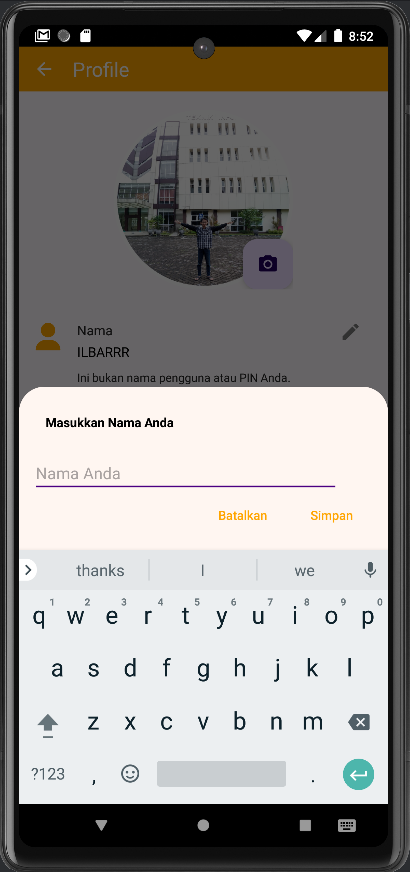 8:52
Profile
Nama
ILBARRR
Ini bukan nama pengguna atau PIN Anda.
Masukkan Nama Anda
Nama Anda
Batalkan Simpan
thanks I we
1 2 3 4 5 6 7 8 9 0
q w e r t y u i o p
a s d f g h j k l
z x c v b n m
?123 , .